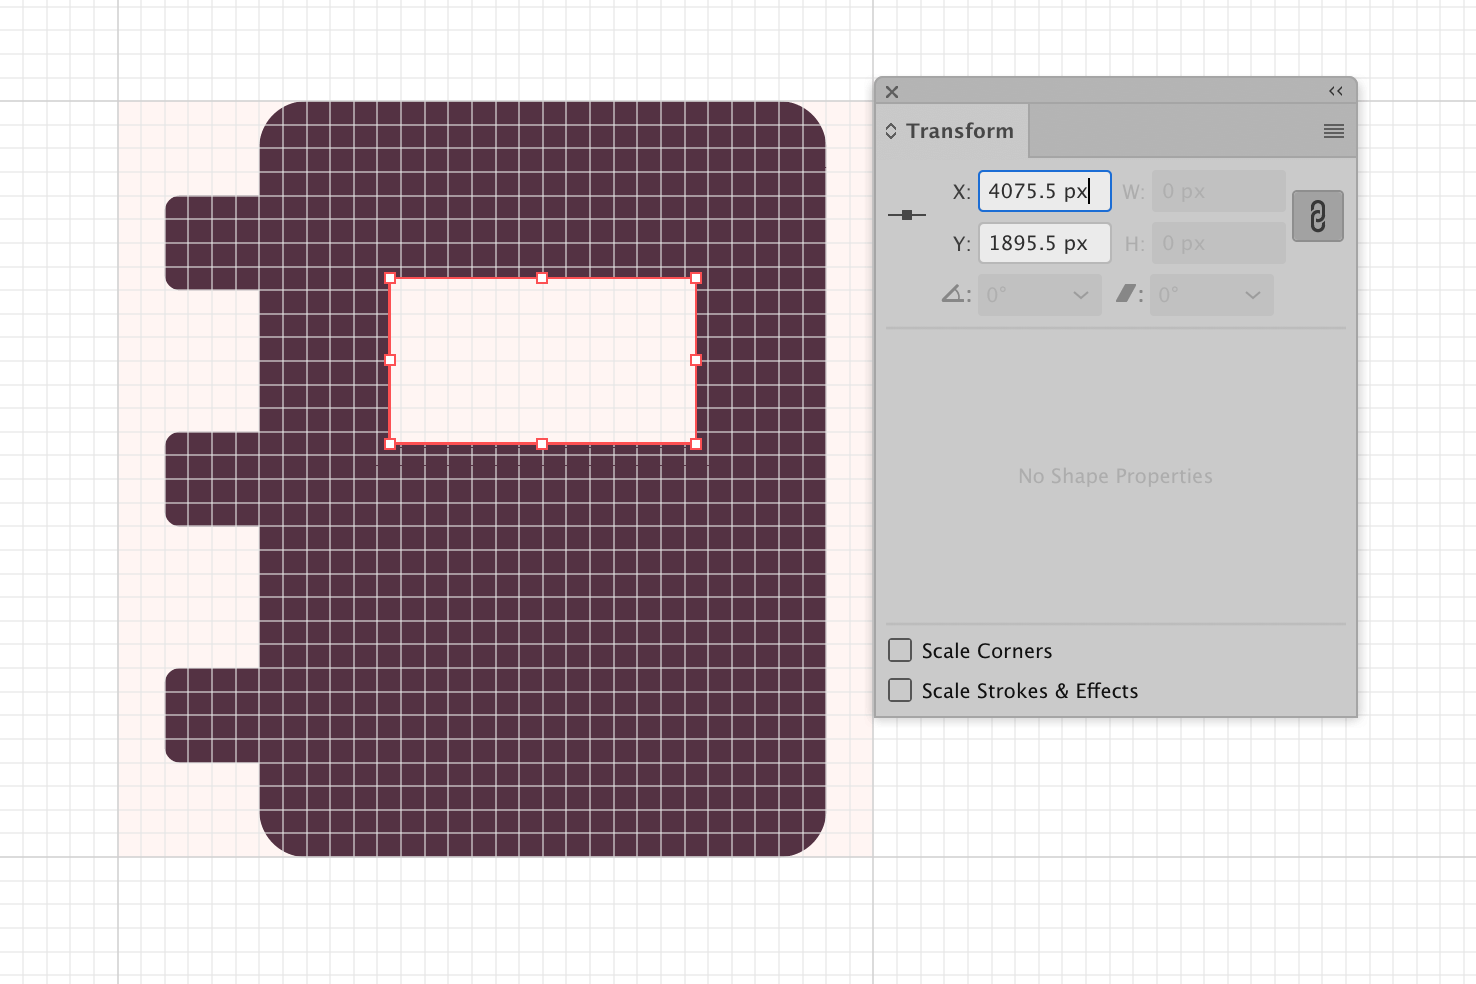 Transform
X: 4075.5 px W: 0 px
Y: 1895.5 px H: 0 px
0° : 0°
No Shape Properties
Scale Corners
Scale Strokes & Effects